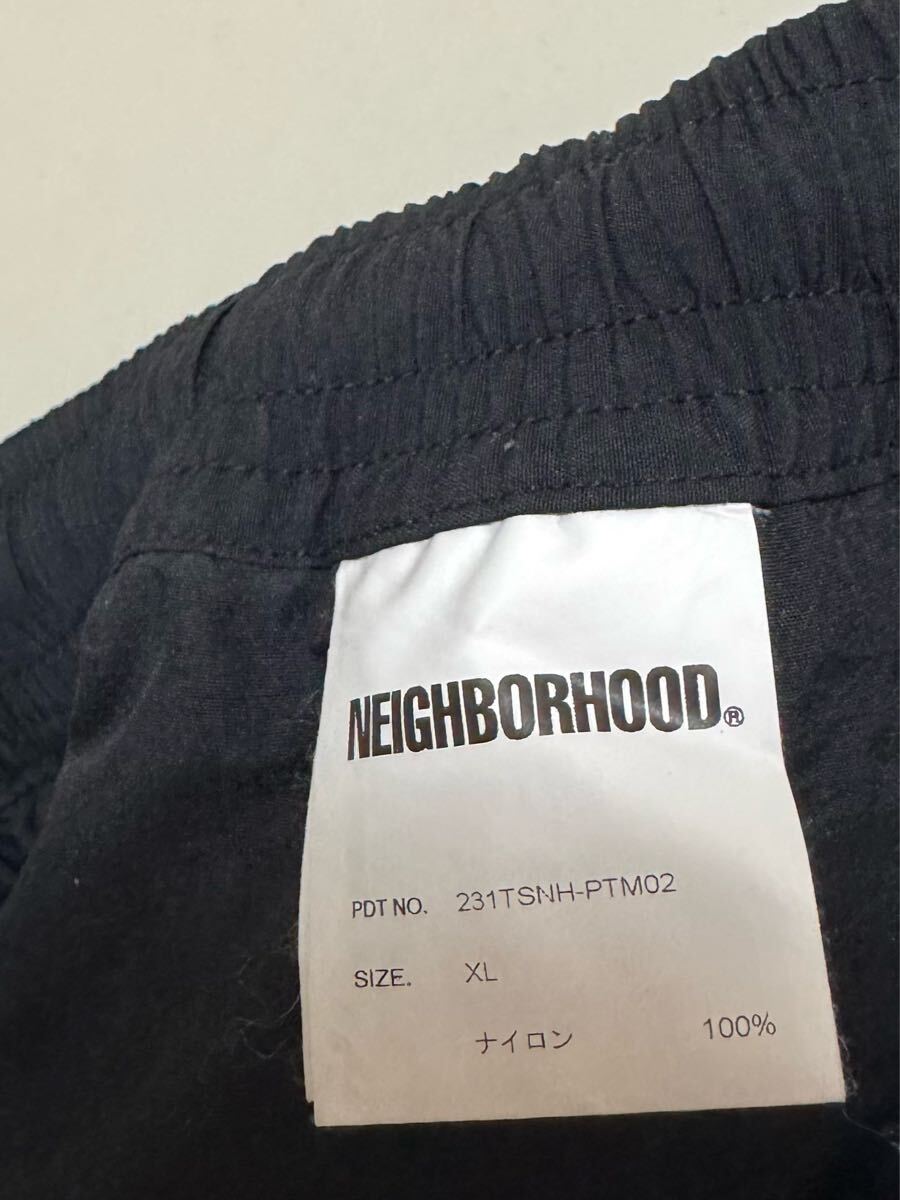 NEIGHBORHOOD®
PDT NO. 231TSNH-PTM02
SIZE. XL
ナイロン 100%